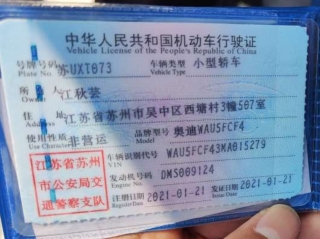 中华人民共和国机动车行驶证
Vehicle License of the People's Republic of China
号牌号码 苏UXT073 车辆类型 小型轿车
Plate No. Vehicle Type
所有人 江秋芸
Owner
住址 江苏省苏州市吴中区西塘村3幢507室
Address
使用性质 非营运 品牌型号 奥迪WAU5FCF4
Use Character Model
江苏省苏州
市公安局交
通警察支队
车辆识别代号 WAU5FCF43MA015279
VIN
发动机号码 DMS009124
Engine No.
注册日期 2021-01-21 发证日期 2021-01-21
Register Date Issue Date